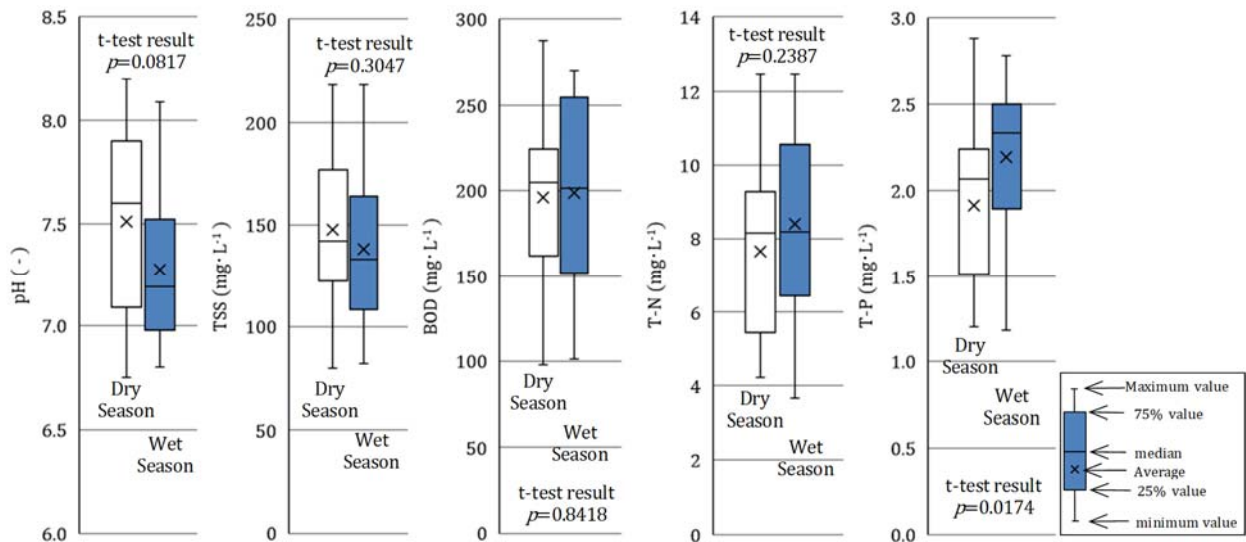 pH ( - )
8.5
8.0
7.5
7.0
6.5
6.0
t-test result
p=0.0817
Dry
Season
Wet
Season
TSS (mg· L⁻¹)
250
200
150
100
50
0
t-test result
p=0.3047
Dry
Season
Wet
Season
BOD (mg· L⁻¹)
300
250
200
150
100
50
0
Dry
Season
Wet
Season
t-test result
p=0.8418
T-N (mg· L⁻¹)
14
12
10
8
6
4
2
0
t-test result
p=0.2387
Dry
Season
Wet
Season
T-P (mg· L⁻¹)
3.0
2.5
2.0
1.5
1.0
0.5
0.0
Dry
Season
Wet
Season
t-test result
p=0.0174
Maximum value
75% value
median
Average
25% value
minimum value